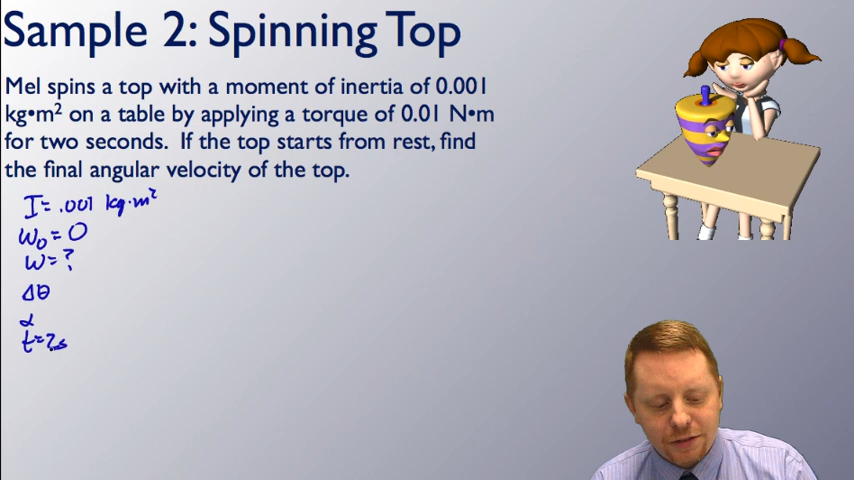 Sample 2: Spinning Top
Mel spins a top with a moment of inertia of 0.001
kg•m² on a table by applying a torque of 0.01 N•m
for two seconds. If the top starts from rest, find
the final angular velocity of the top.
I= .001 kg·m²
ω₀ = 0
ω= ?
Δθ
α
t=2s